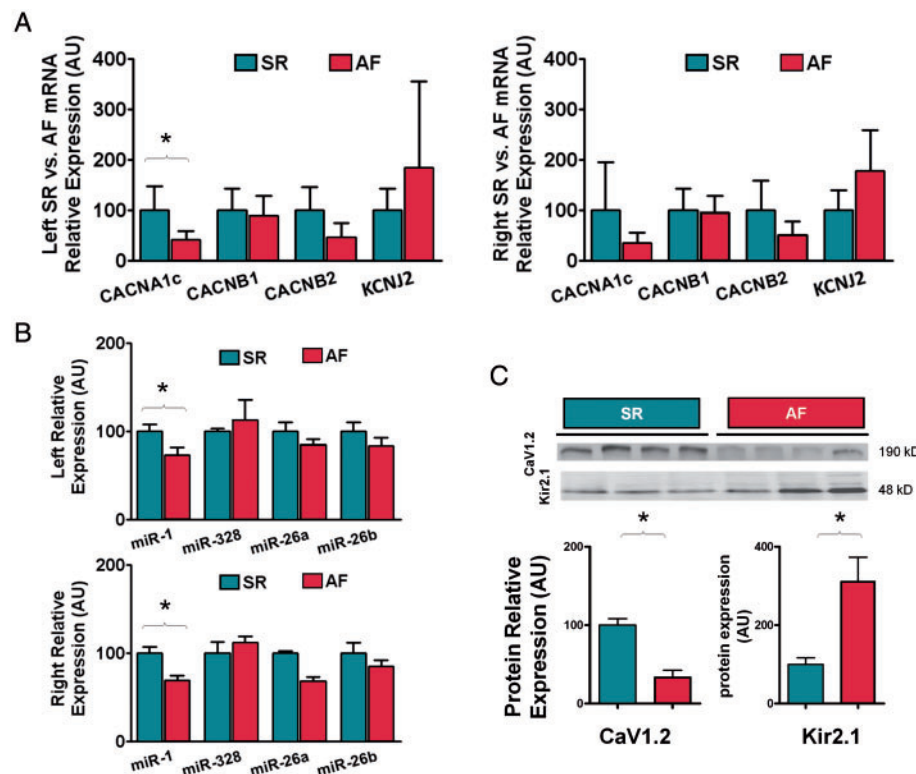 A
Left SR vs. AF mRNA
Relative Expression (AU)
400
300
200
100
0
SR AF
*
CACNA1c CACNB1 CACNB2 KCNJ2
Right SR vs. AF mRNA
Relative Expression (AU)
400
300
200
100
0
SR AF
CACNA1c CACNB1 CACNB2 KCNJ2
B
Left Relative
Expression (AU)
200
100
0
SR AF
*
miR-1 miR-328 miR-26a miR-26b
Right Relative
Expression (AU)
200
100
0
SR AF
*
miR-1 miR-328 miR-26a miR-26b
C
SR AF
CaV1.2
190 kD
Kir2.1
48 kD
Protein Relative
Expression (AU)
200
100
0
*
CaV1.2
protein expression
(AU)
400
200
0
*
Kir2.1